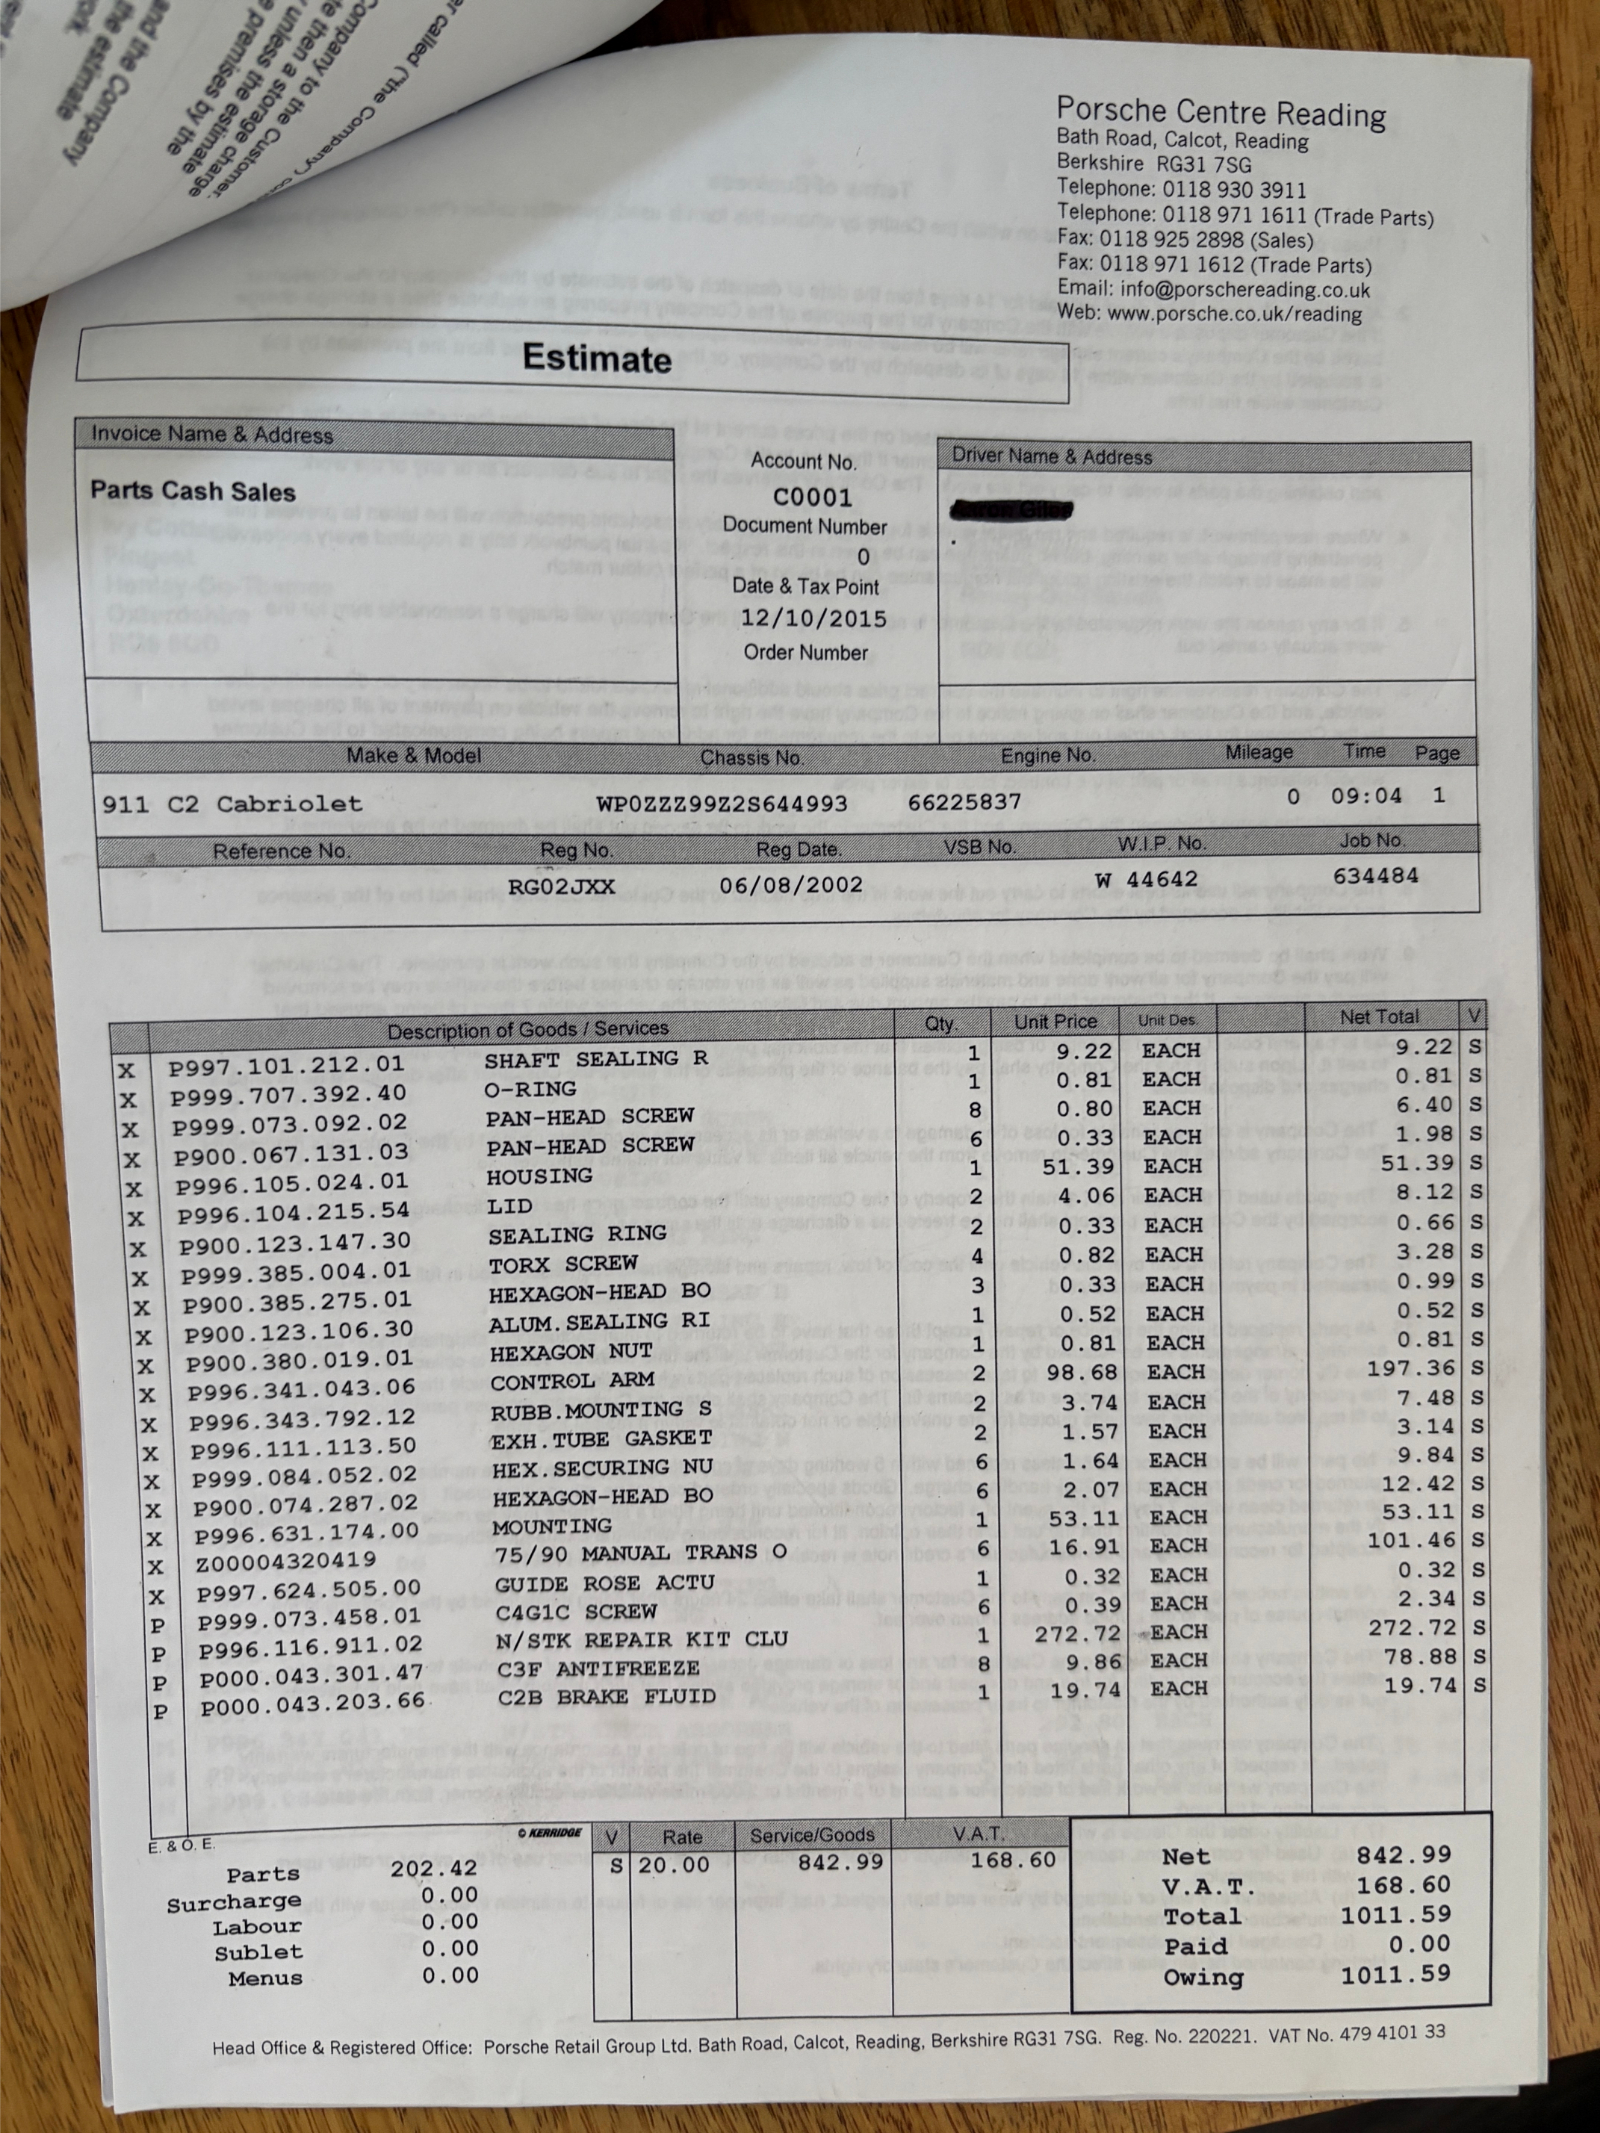 er called ("the Company")
Company to the Customer.
te then a storage charge
y unless the estimate
e premises by the
and the Company
the estimate
Porsche Centre Reading
Bath Road, Calcot, Reading
Berkshire RG31 7SG
Telephone: 0118 930 3911
Telephone: 0118 971 1611 (Trade Parts)
Fax: 0118 925 2898 (Sales)
Fax: 0118 971 1612 (Trade Parts)
Email: info@porschereading.co.uk
Web: www.porsche.co.uk/reading
Estimate
Invoice Name & Address
Parts Cash Sales
Account No.
C0001
Document Number
0
Date & Tax Point
12/10/2015
Order Number
Driver Name & Address
Make & Model Chassis No. Engine No. Mileage Time Page
911 C2 Cabriolet WP0ZZZ99Z2S644993 66225837 0 09:04 1
Reference No. Reg No. Reg Date. VSB No. W.I.P. No. Job No.
RG02JXX 06/08/2002 W 44642 634484
Description of Goods / Services Qty. Unit Price Unit Des. Net Total V
X P997.101.212.01 SHAFT SEALING R 1 9.22 EACH 9.22 S
X P999.707.392.40 O-RING 1 0.81 EACH 0.81 S
X P999.073.092.02 PAN-HEAD SCREW 8 0.80 EACH 6.40 S
X P900.067.131.03 PAN-HEAD SCREW 6 0.33 EACH 1.98 S
X P996.105.024.01 HOUSING 1 51.39 EACH 51.39 S
X P996.104.215.54 LID 2 4.06 EACH 8.12 S
X P900.123.147.30 SEALING RING 2 0.33 EACH 0.66 S
X P999.385.004.01 TORX SCREW 4 0.82 EACH 3.28 S
X P900.385.275.01 HEXAGON-HEAD BO 3 0.33 EACH 0.99 S
X P900.123.106.30 ALUM.SEALING RI 1 0.52 EACH 0.52 S
X P900.380.019.01 HEXAGON NUT 1 0.81 EACH 0.81 S
X P996.341.043.06 CONTROL ARM 2 98.68 EACH 197.36 S
X P996.343.792.12 RUBB.MOUNTING S 2 3.74 EACH 7.48 S
X P996.111.113.50 EXH.TUBE GASKET 2 1.57 EACH 3.14 S
X P999.084.052.02 HEX.SECURING NU 6 1.64 EACH 9.84 S
X P900.074.287.02 HEXAGON-HEAD BO 6 2.07 EACH 12.42 S
X P996.631.174.00 MOUNTING 1 53.11 EACH 53.11 S
X Z00004320419 75/90 MANUAL TRANS O 6 16.91 EACH 101.46 S
X P997.624.505.00 GUIDE ROSE ACTU 1 0.32 EACH 0.32 S
P P999.073.458.01 C4G1C SCREW 6 0.39 EACH 2.34 S
P P996.116.911.02 N/STK REPAIR KIT CLU 1 272.72 EACH 272.72 S
P P000.043.301.47 C3F ANTIFREEZE 8 9.86 EACH 78.88 S
P P000.043.203.66 C2B BRAKE FLUID 1 19.74 EACH 19.74 S
E. & O. E. © KERRIDGE
Parts 202.42
Surcharge 0.00
Labour 0.00
Sublet 0.00
Menus 0.00
V Rate Service/Goods V.A.T.
S 20.00 842.99 168.60
Net 842.99
V.A.T. 168.60
Total 1011.59
Paid 0.00
Owing 1011.59
Head Office & Registered Office: Porsche Retail Group Ltd. Bath Road, Calcot, Reading, Berkshire RG31 7SG. Reg. No. 220221. VAT No. 479 4101 33